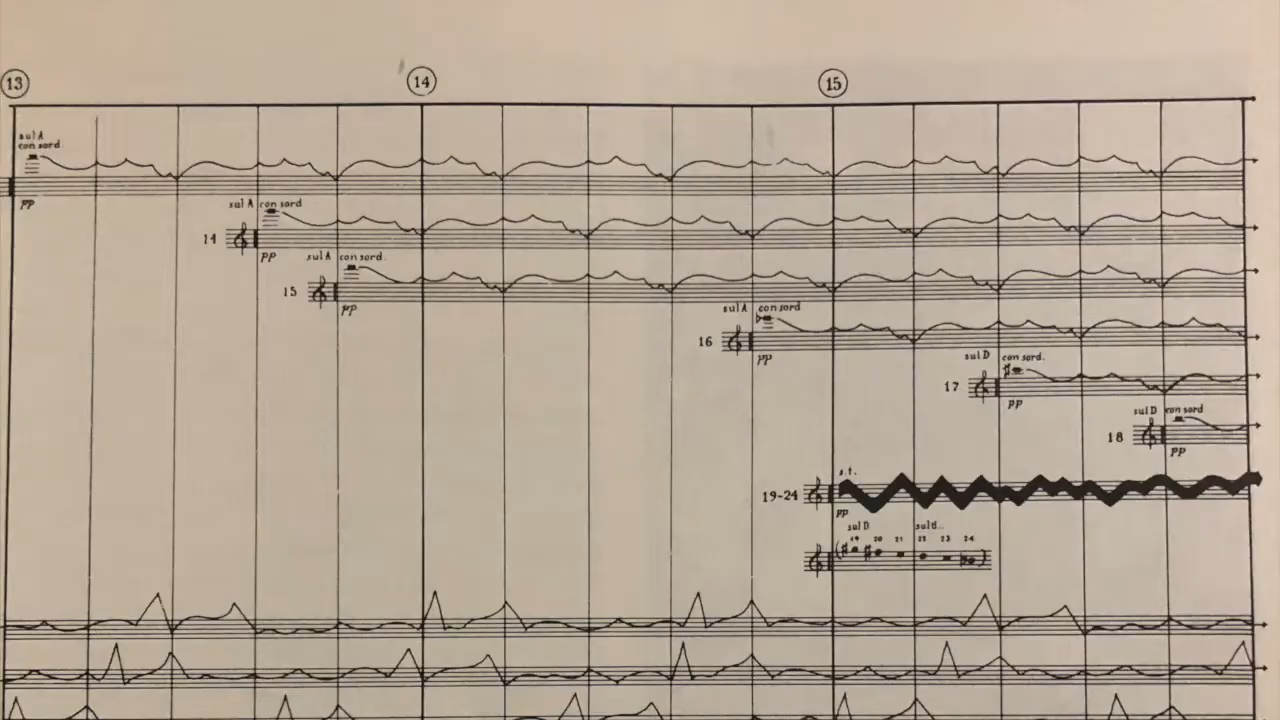 13 14 15
sul A
con sord
pp
sul A con sord
14
pp
sul A con sord.
15
pp
sul A con sord
16
pp
sul D con sord.
17
pp
sul D con sord
18
pp
s.t.
19-24
pp
sul D
19 20 21 22 23 24